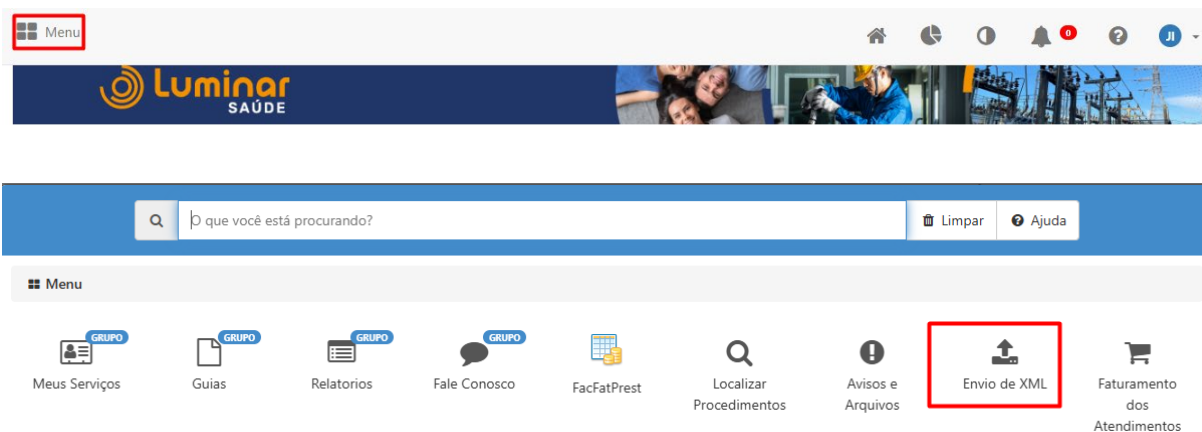 Menu
0
JI
Luminar
SAÚDE
O que você está procurando?
Limpar
Ajuda
Menu
GRUPO
GRUPO
GRUPO
GRUPO
Meus Serviços
Guias
Relatorios
Fale Conosco
FacFatPrest
Localizar
Procedimentos
Avisos e
Arquivos
Envio de XML
Faturamento
dos
Atendimentos